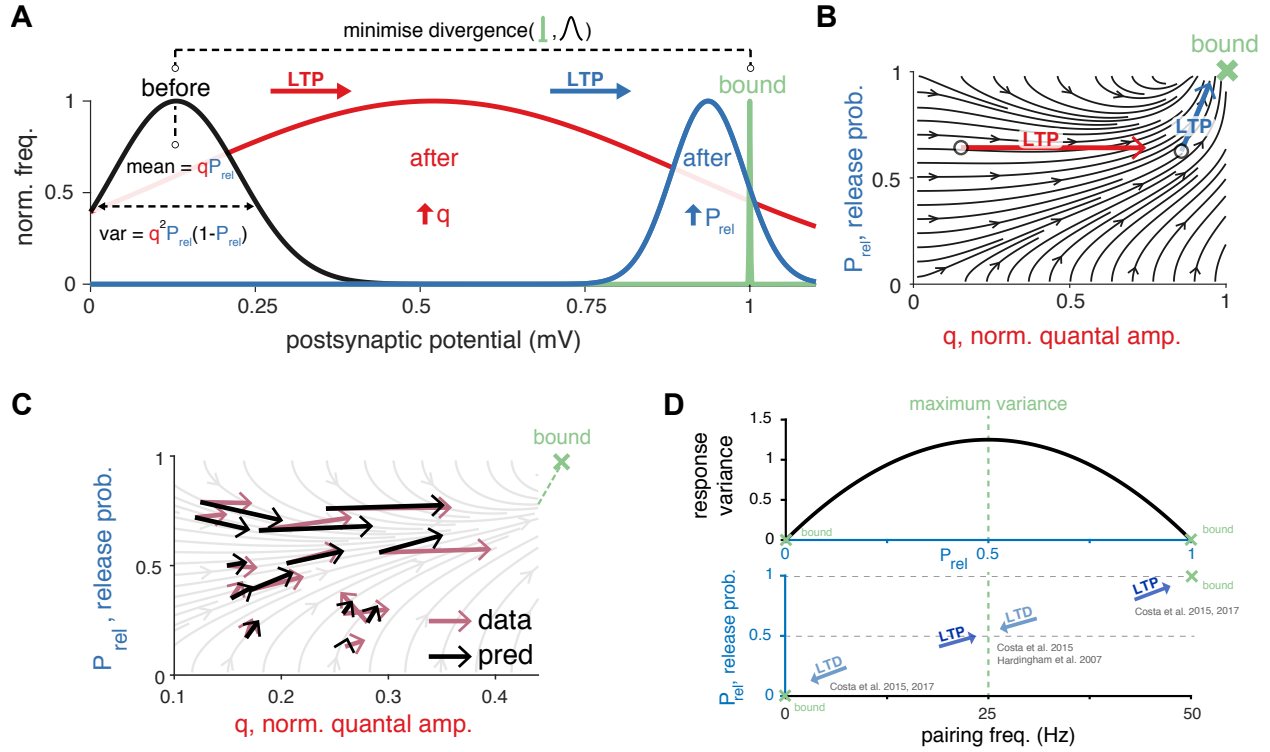 A
minimise divergence( , )
before
LTP
LTP
bound
1
0.5
0
norm. freq.
mean = qPrel
var = q²Prel(1-Prel)
after
q
after
Prel
0
0.25
0.5
0.75
1
postsynaptic potential (mV)
B
bound
1
0.5
0
Prel, release prob.
LTP
LTP
0
0.5
1
q, norm. quantal amp.
C
bound
1
0.5
0
Prel, release prob.
data
pred
0.1
0.2
0.3
0.4
q, norm. quantal amp.
D
maximum variance
1.5
1
0.5
0
response
variance
bound
bound
0
0.5
1
Prel
1
0.5
0
Prel, release prob.
LTP
bound
Costa et al. 2015, 2017
LTP
LTD
Costa et al. 2015
Hardingham et al. 2007
LTD
Costa et al. 2015, 2017
bound
0
25
50
pairing freq. (Hz)